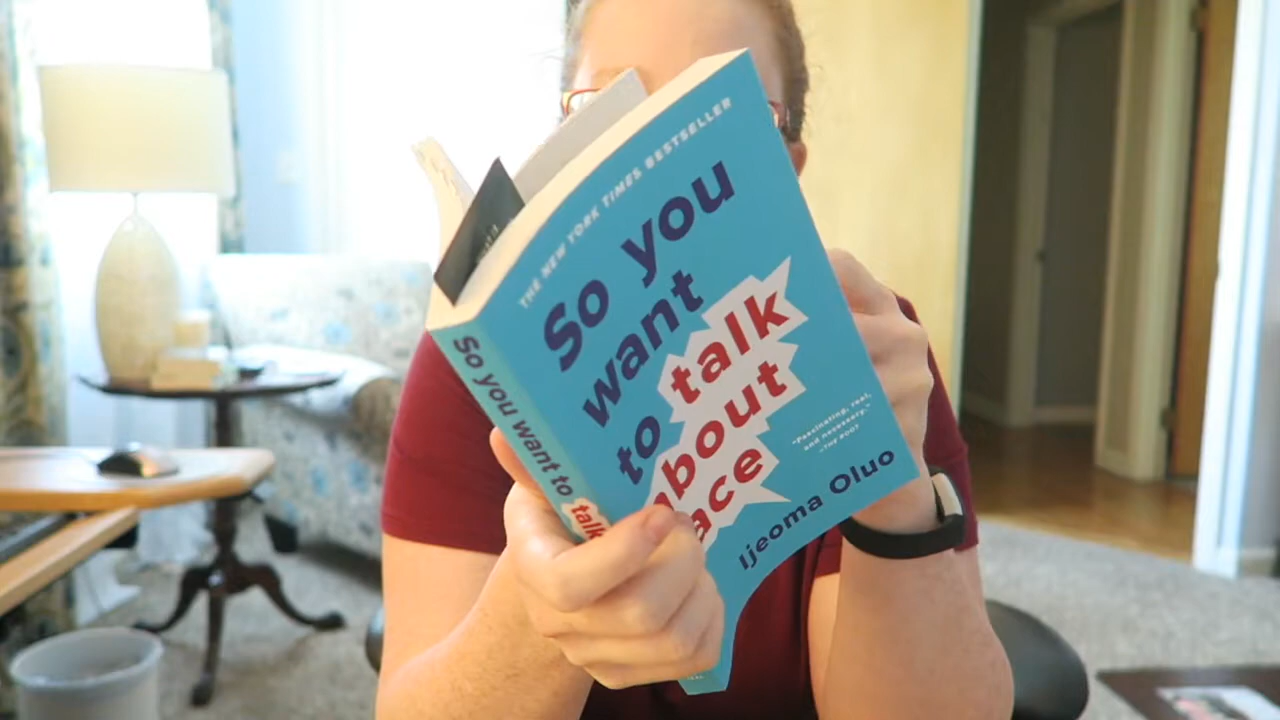 THE NEW YORK TIMES BESTSELLER
So you
want
to talk
about
ace
"Fascinating, real,
and necessary."
—THE ROOT
Ijeoma Oluo
So you want to talk